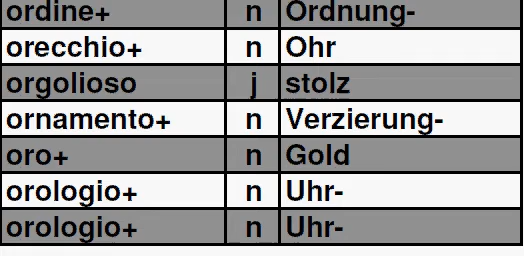 ordine+ n Ordnung-
orecchio+ n Ohr
orgolioso j stolz
ornamento+ n Verzierung-
oro+ n Gold
orologio+ n Uhr-
orologio+ n Uhr-